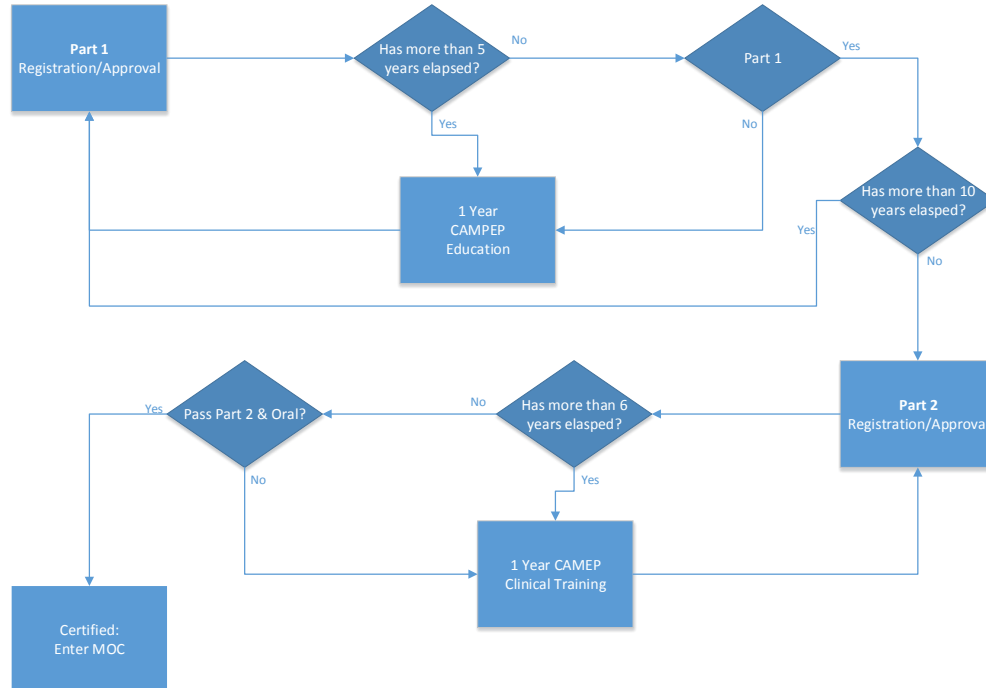 Part 1
Registration/Approval
Has more than 5
years elapsed?
No
Part 1
Yes
Yes
No
1 Year
CAMPEP
Education
Has more than 10
years elasped?
Yes
No
Pass Part 2 & Oral?
Yes
No
Has more than 6
years elasped?
No
Yes
Part 2
Registration/Approval
1 Year CAMEP
Clinical Training
Certified:
Enter MOC